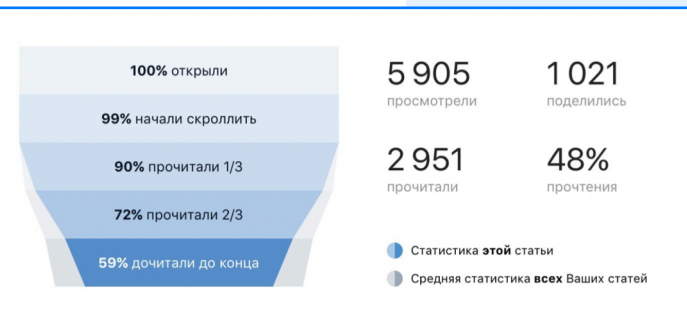 100% открыли
99% начали скроллить
90% прочитали 1/3
72% прочитали 2/3
59% дочитали до конца
5 905
просмотрели
1 021
поделились
2 951
прочитали
48%
прочтения
Статистика этой статьи
Средняя статистика всех Ваших статей